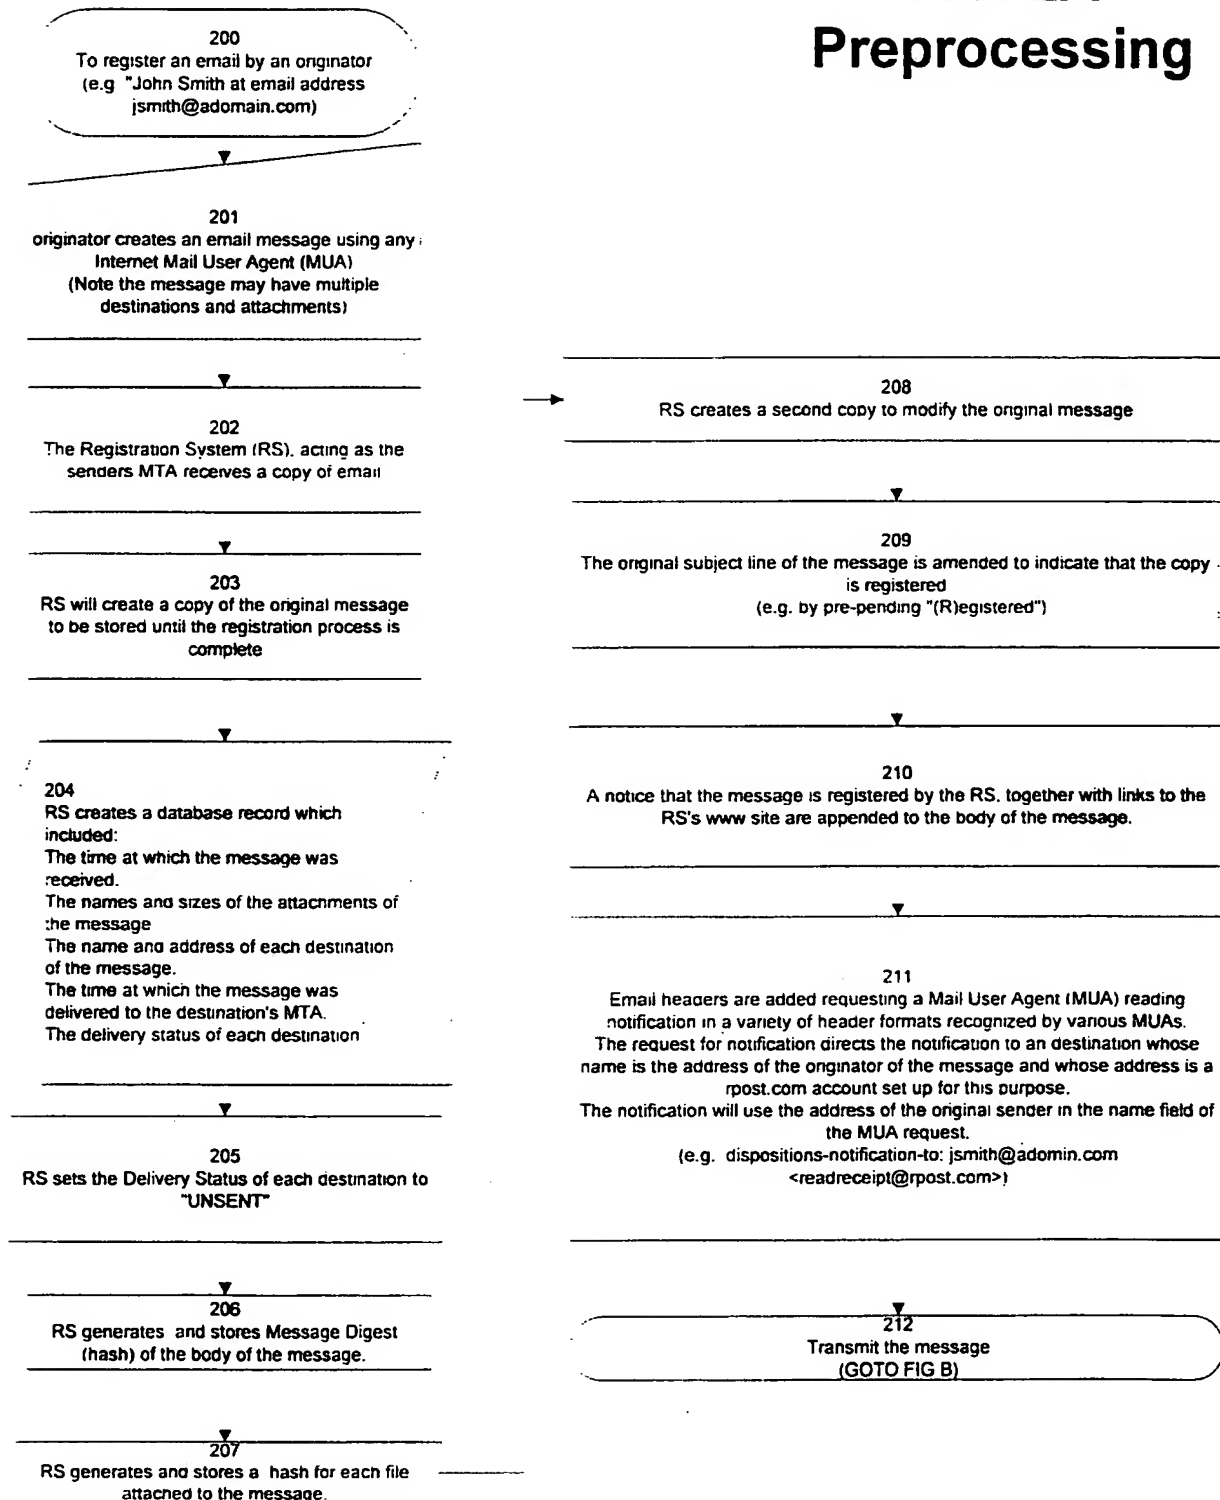 Preprocessing
200
To register an email by an originator
(e.g "John Smith at email address
jsmith@adomain.com)
201
originator creates an email message using any
Internet Mail User Agent (MUA)
(Note the message may have multiple
destinations and attachments)
202
The Registration System (RS), acting as the
senders MTA receives a copy of email
203
RS will create a copy of the original message
to be stored until the registration process is
complete
204
RS creates a database record which
included:
The time at which the message was
received.
The names and sizes of the attachments of
the message
The name and address of each destination
of the message.
The time at which the message was
delivered to the destination's MTA.
The delivery status of each destination
205
RS sets the Delivery Status of each destination to
"UNSENT"
206
RS generates and stores Message Digest
(hash) of the body of the message.
207
RS generates and stores a hash for each file
attached to the message.
208
RS creates a second copy to modify the original message
209
The original subject line of the message is amended to indicate that the copy
is registered
(e.g. by pre-pending "(R)egistered")
210
A notice that the message is registered by the RS, together with links to the
RS's www site are appended to the body of the message.
211
Email headers are added requesting a Mail User Agent (MUA) reading
notification in a variety of header formats recognized by various MUAs.
The request for notification directs the notification to an destination whose
name is the address of the originator of the message and whose address is a
rpost.com account set up for this purpose.
The notification will use the address of the original sender in the name field of
the MUA request.
(e.g. dispositions-notification-to: jsmith@adomin.com
<readreceipt@rpost.com>)
212
Transmit the message
(GOTO FIG B)